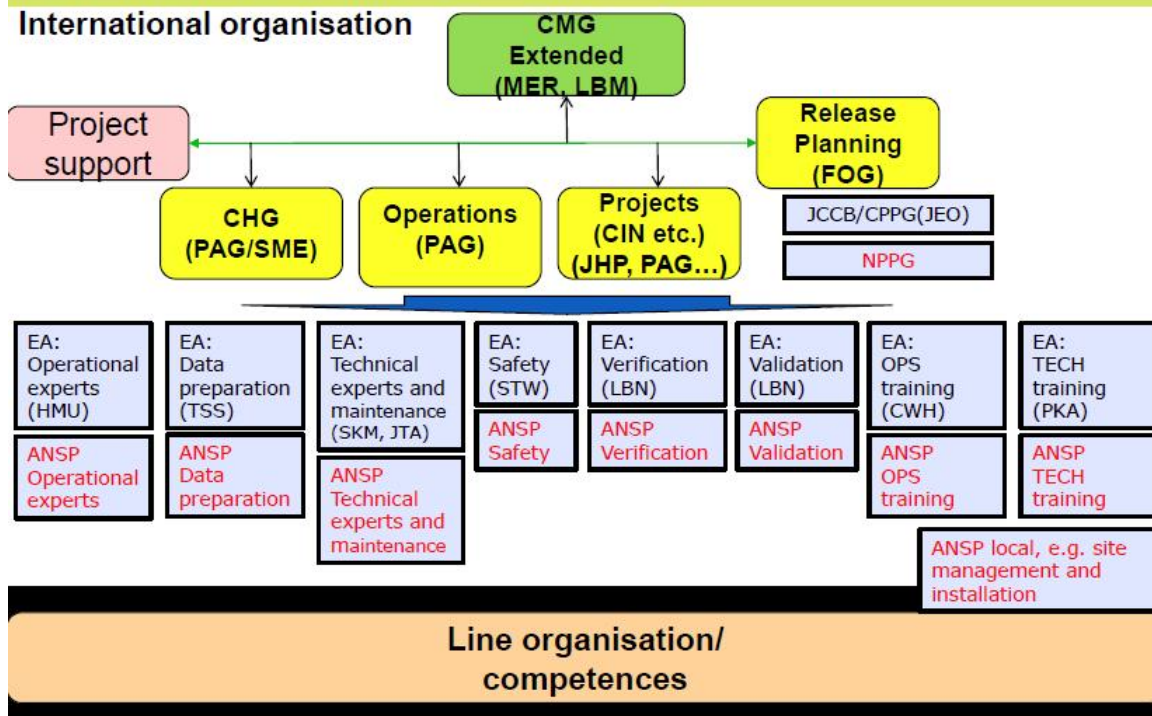 International organisation
CMG
Extended
(MER, LBM)
Project
support
Release
Planning
(FOG)
CHG
(PAG/SME)
Operations
(PAG)
Projects
(CIN etc.)
(JHP, PAG...)
JCCB/CPPG(JEO)
NPPG
EA:
Operational
experts
(HMU)
EA:
Data
preparation
(TSS)
EA:
Technical
experts and
maintenance
(SKM, JTA)
EA:
Safety
(STW)
EA:
Verification
(LBN)
EA:
Validation
(LBN)
EA:
OPS
training
(CWH)
EA:
TECH
training
(PKA)
ANSP
Operational
experts
ANSP
Data
preparation
ANSP
Technical
experts and
maintenance
ANSP
Safety
ANSP
Verification
ANSP
Validation
ANSP
OPS
training
ANSP
TECH
training
ANSP local, e.g. site
management and
installation
Line organisation/
competences